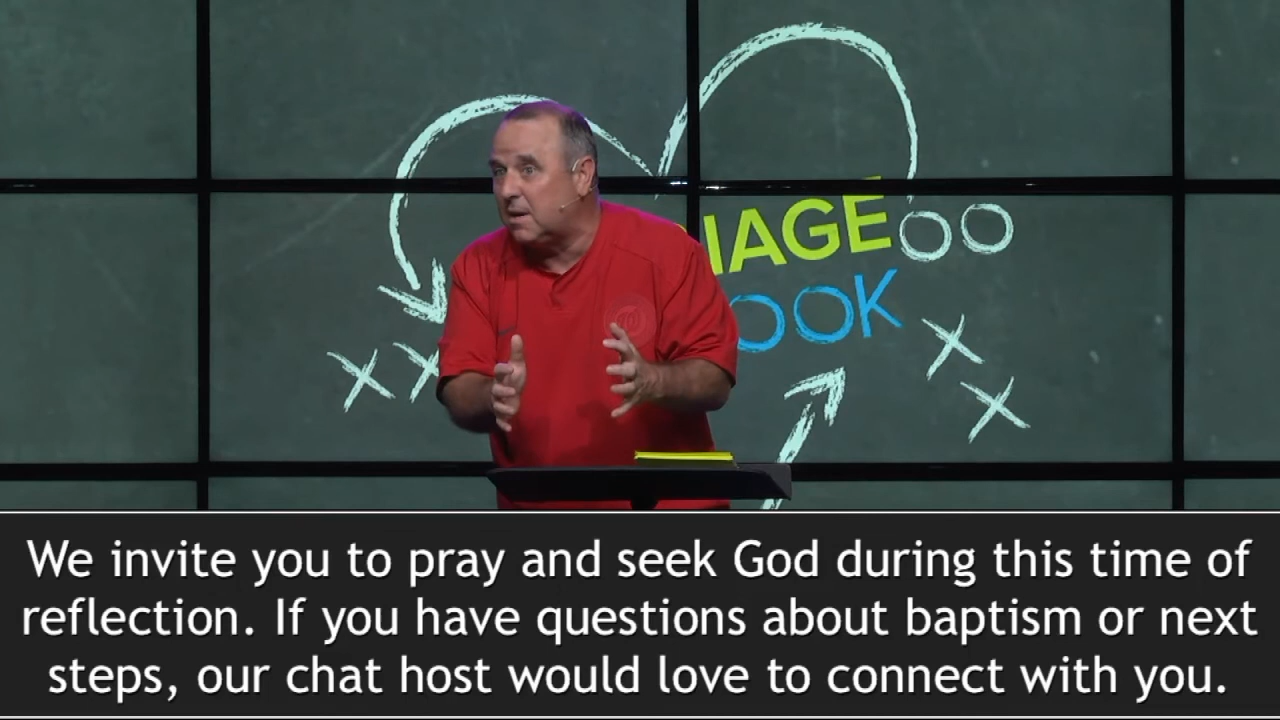 IAGE
OOK
We invite you to pray and seek God during this time of
reflection. If you have questions about baptism or next
steps, our chat host would love to connect with you.